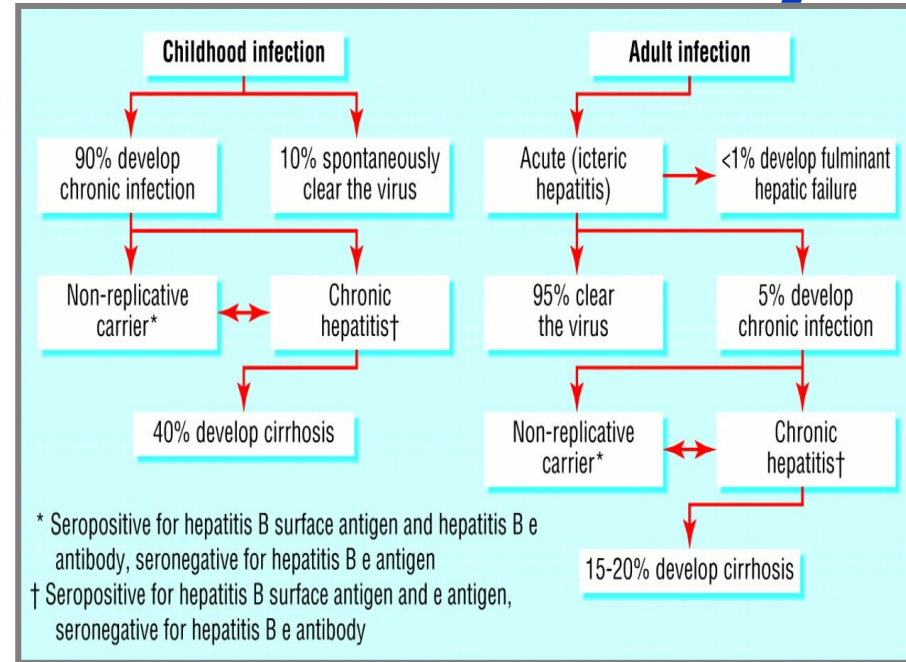 Childhood infection
90% develop
chronic infection
10% spontaneously
clear the virus
Non-replicative
carrier*
Chronic
hepatitis†
40% develop cirrhosis
Adult infection
Acute (icteric
hepatitis)
<1% develop fulminant
hepatic failure
95% clear
the virus
5% develop
chronic infection
Non-replicative
carrier*
Chronic
hepatitis†
15-20% develop cirrhosis
* Seropositive for hepatitis B surface antigen and hepatitis B e
antibody, seronegative for hepatitis B e antigen
† Seropositive for hepatitis B surface antigen and e antigen,
seronegative for hepatitis B e antibody